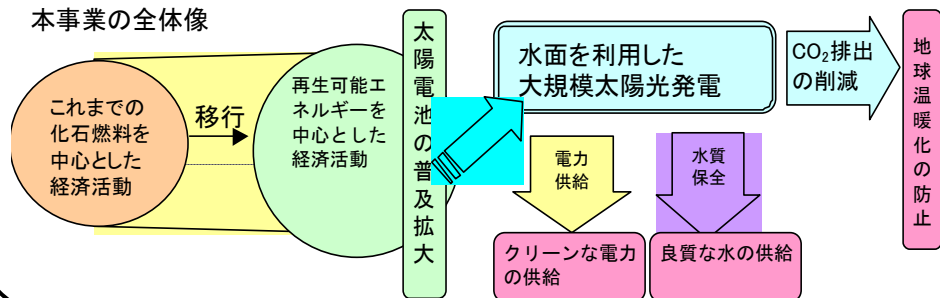 本事業の全体像
これまでの
化石燃料を
中心とした
経済活動
移行
再生可能エ
ネルギーを
中心とした
経済活動
太陽電池の普及拡大
水面を利用した
大規模太陽光発電
CO₂排出
の削減
地球温暖化の防止
電力
供給
水質
保全
クリーンな電力
の供給
良質な水の供給